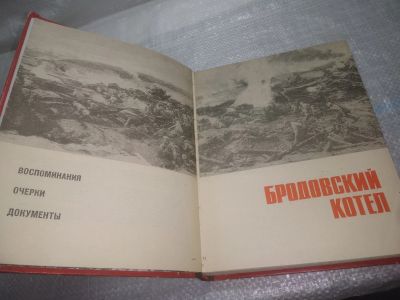 ВОСПОМИНАНИЯ
ОЧЕРКИ
ДОКУМЕНТЫ
БРОДОВСКИЙ
КОТЕЛ